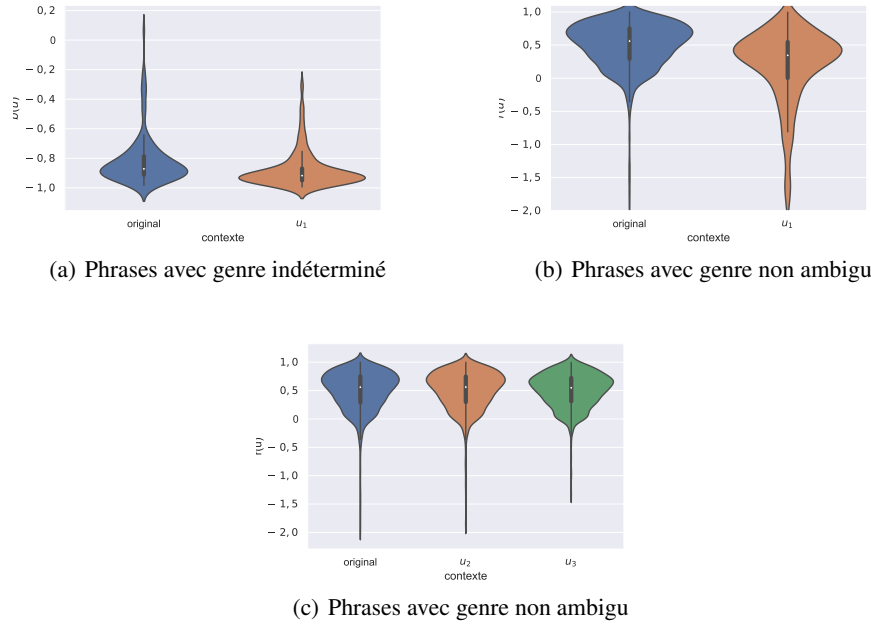 0, 2
0
− 0, 2
− 0, 4
− 0, 6
− 0, 8
− 1, 0
b(u)
original
u₁
contexte
(a) Phrases avec genre indéterminé
1, 0
0, 5
0
− 0, 5
− 1, 0
− 1, 5
− 2, 0
r(u)
original
u₁
contexte
(b) Phrases avec genre non ambigu
1, 0
0, 5
0
− 0, 5
− 1, 0
− 1, 5
− 2, 0
r(u)
original
u₂
u₃
contexte
(c) Phrases avec genre non ambigu